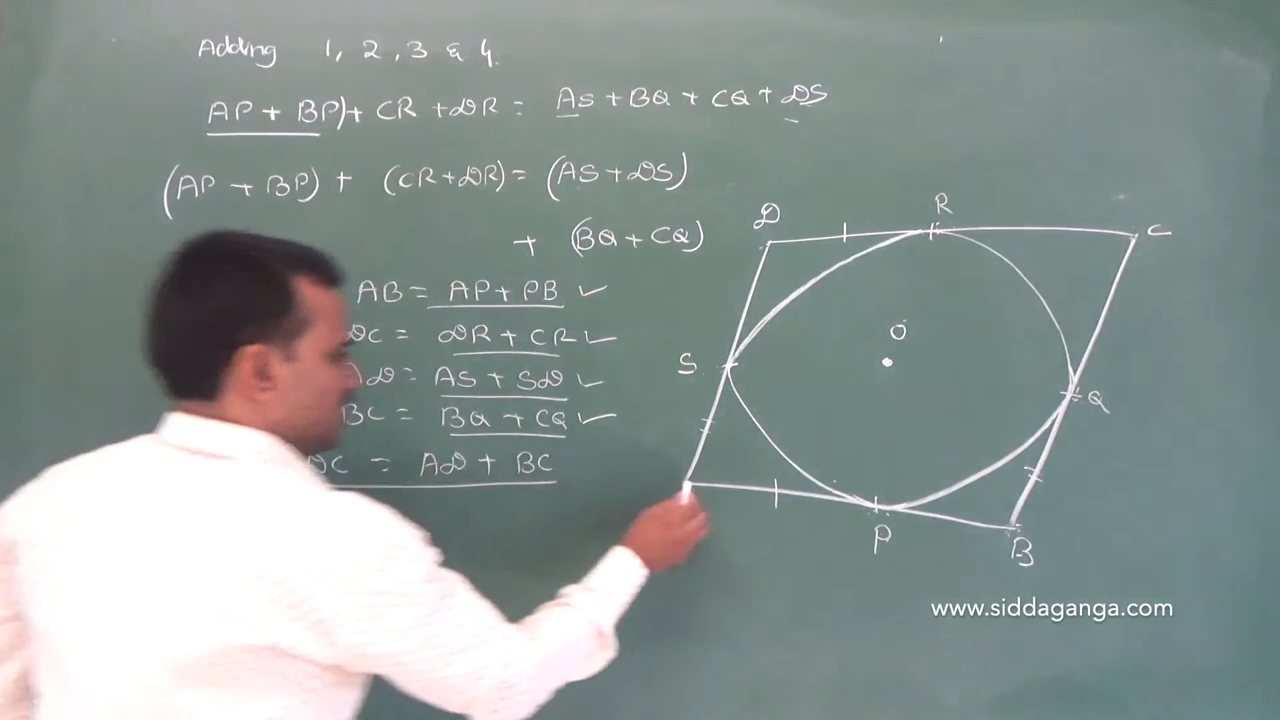 Adding 1, 2, 3 & 4.
AP + BP) + CR + DR = AS + BQ + CQ + DS
(AP + BP) + (CR + DR) = (AS + DS)
+ (BQ + CQ)
AB = AP + PB ✓
DC = DR + CR ✓
AD = AS + SD ✓
BC = BQ + CQ ✓
DC = AD + BC
D
R
C
O
S
Q
P
B
www.siddaganga.com